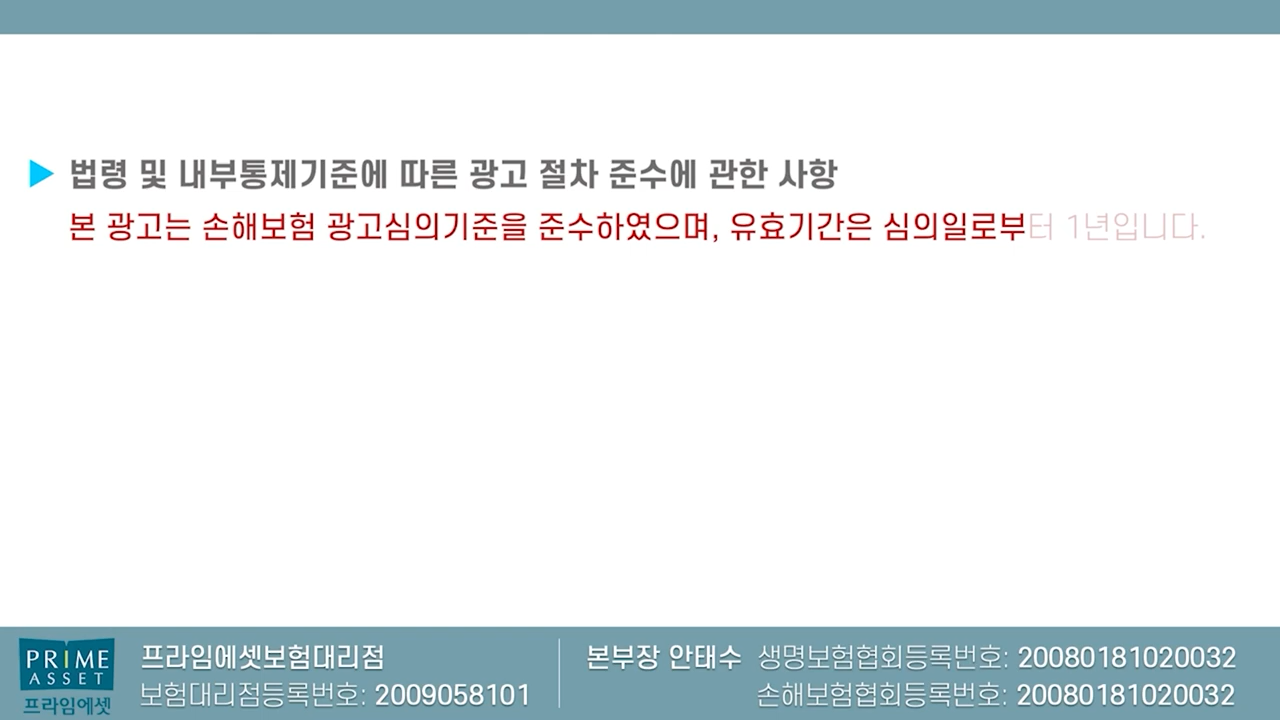 ▶ 법령 및 내부통제기준에 따른 광고 절차 준수에 관한 사항
본 광고는 손해보험 광고심의기준을 준수하였으며, 유효기간은 심의일로부터 1년입니다.
PRIME
ASSET
프라임에셋
프라임에셋보험대리점
보험대리점등록번호: 2009058101
본부장 안태수 생명보험협회등록번호: 20080181020032
손해보험협회등록번호: 20080181020032